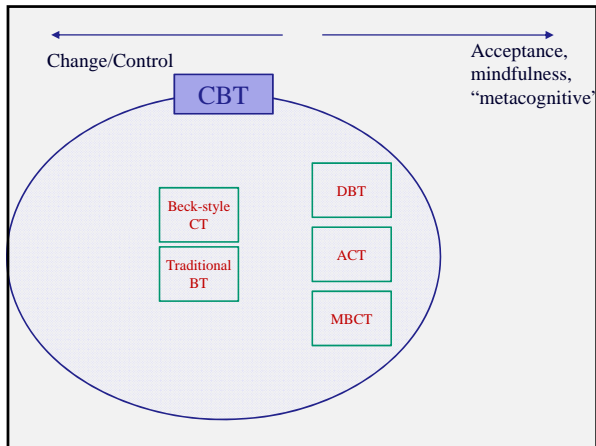 Change/Control
Acceptance,
mindfulness,
“metacognitive”
CBT
Beck-style
CT
Traditional
BT
DBT
ACT
MBCT